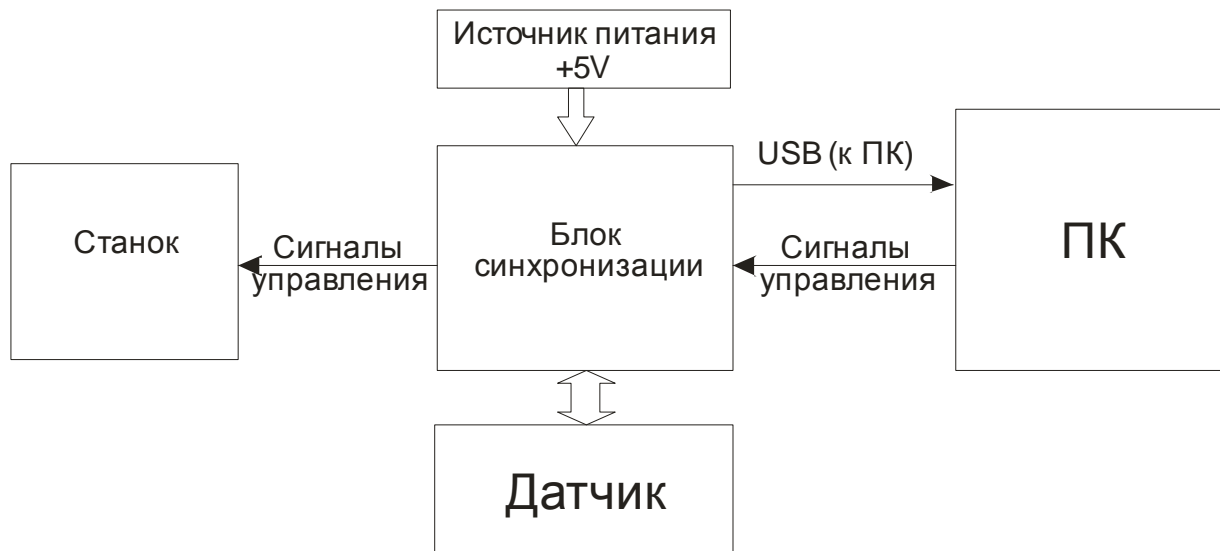 Источник питания
+5V
USB (к ПК)
Станок
Сигналы
управления
Блок
синхронизации
Сигналы
управления
ПК
Датчик